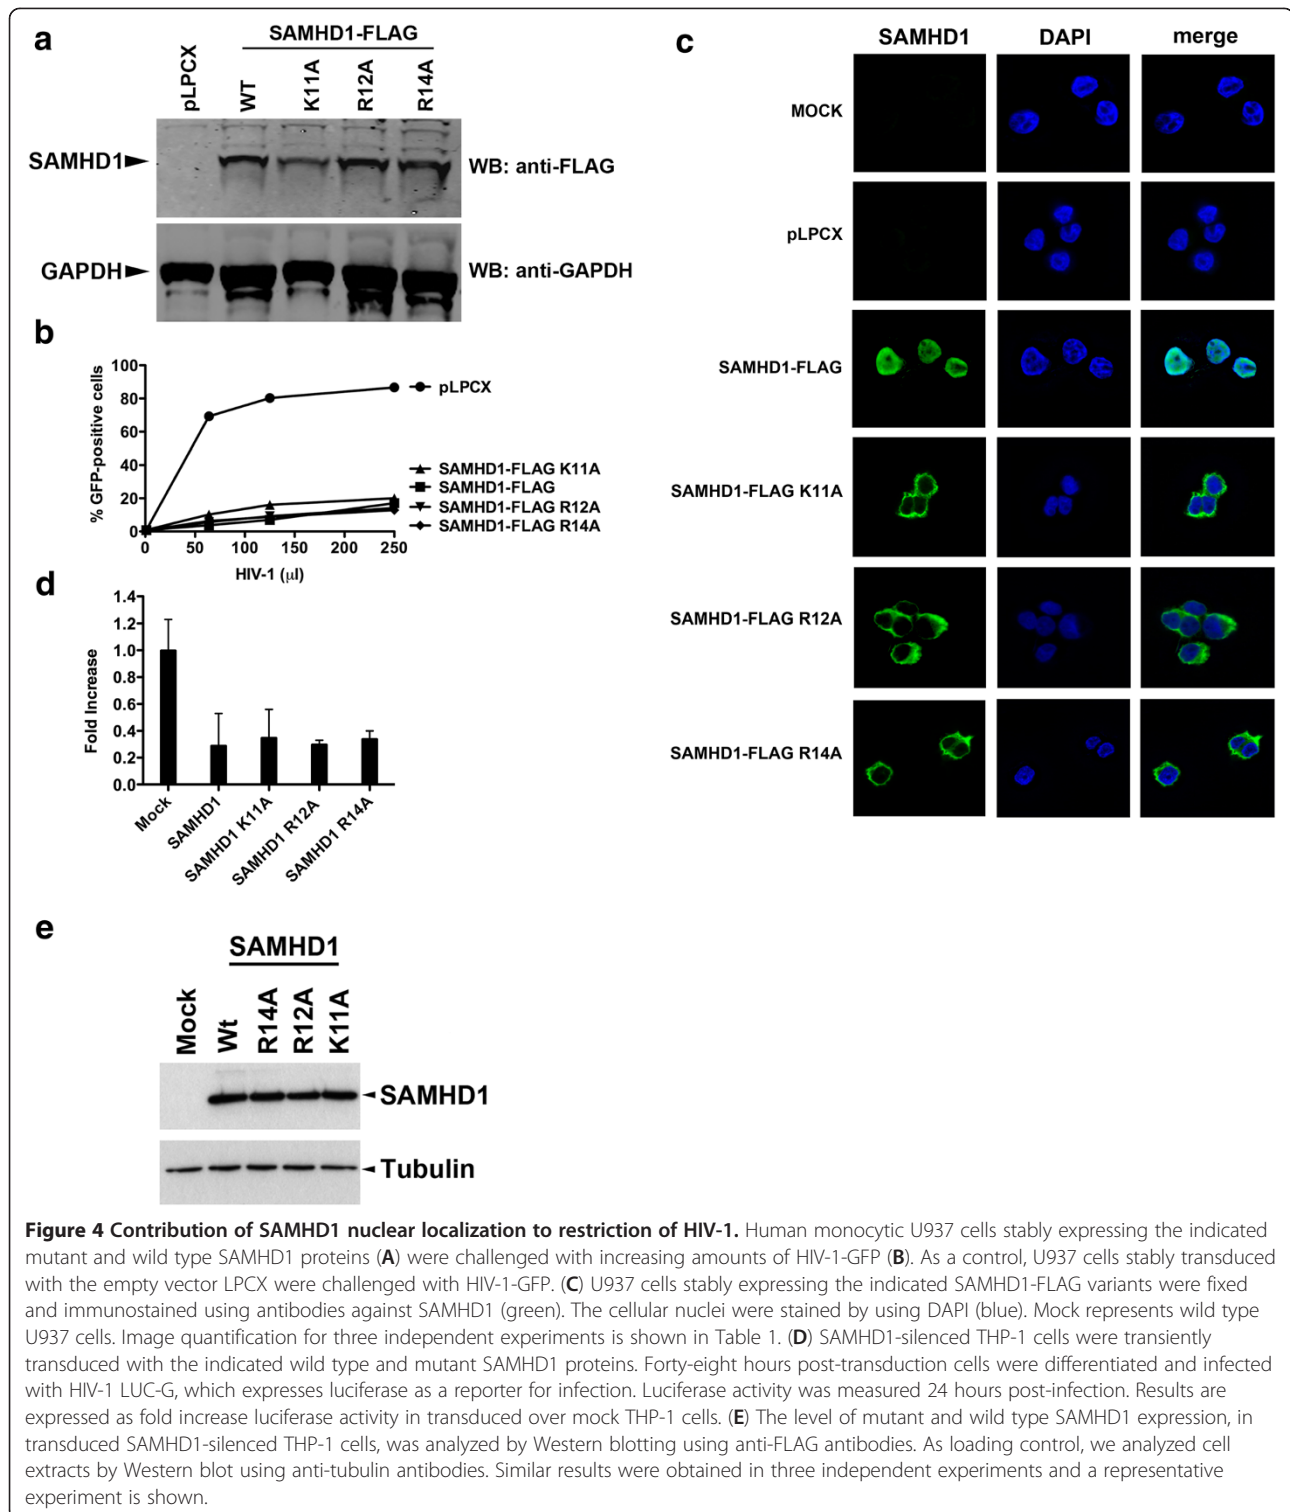 a
SAMHD1-FLAG
pLPCX
WT
K11A
R12A
R14A
SAMHD1
WB: anti-FLAG
GAPDH
WB: anti-GAPDH
b
100
80
60
40
20
0
% GFP-positive cells
0 50 100 150 200 250
HIV-1 (µl)
pLPCX
SAMHD1-FLAG K11A
SAMHD1-FLAG
SAMHD1-FLAG R12A
SAMHD1-FLAG R14A
c
SAMHD1 DAPI merge
MOCK
pLPCX
SAMHD1-FLAG
SAMHD1-FLAG K11A
SAMHD1-FLAG R12A
SAMHD1-FLAG R14A
d
1.4
1.2
1.0
0.8
0.6
0.4
0.2
0.0
Fold Increase
Mock
SAMHD1
SAMHD1 K11A
SAMHD1 R12A
SAMHD1 R14A
e
SAMHD1
Mock
Wt
R14A
R12A
K11A
SAMHD1
Tubulin
Figure 4 Contribution of SAMHD1 nuclear localization to restriction of HIV-1. Human monocytic U937 cells stably expressing the indicated
mutant and wild type SAMHD1 proteins (A) were challenged with increasing amounts of HIV-1-GFP (B). As a control, U937 cells stably transduced
with the empty vector LPCX were challenged with HIV-1-GFP. (C) U937 cells stably expressing the indicated SAMHD1-FLAG variants were fixed
and immunostained using antibodies against SAMHD1 (green). The cellular nuclei were stained by using DAPI (blue). Mock represents wild type
U937 cells. Image quantification for three independent experiments is shown in Table 1. (D) SAMHD1-silenced THP-1 cells were transiently
transduced with the indicated wild type and mutant SAMHD1 proteins. Forty-eight hours post-transduction cells were differentiated and infected
with HIV-1 LUC-G, which expresses luciferase as a reporter for infection. Luciferase activity was measured 24 hours post-infection. Results are
expressed as fold increase luciferase activity in transduced over mock THP-1 cells. (E) The level of mutant and wild type SAMHD1 expression, in
transduced SAMHD1-silenced THP-1 cells, was analyzed by Western blotting using anti-FLAG antibodies. As loading control, we analyzed cell
extracts by Western blot using anti-tubulin antibodies. Similar results were obtained in three independent experiments and a representative
experiment is shown.